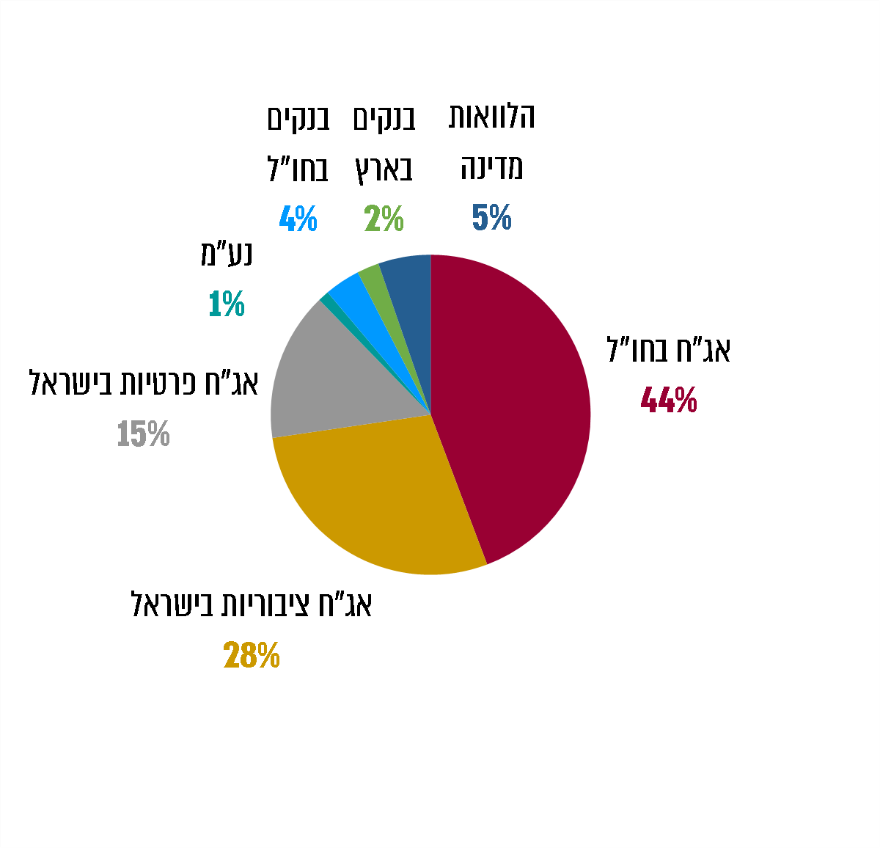 הלוואות
מדינה
5%
בנקים
בארץ
2%
בנקים
בחו"ל
4%
נע"מ
1%
אג"ח בחו"ל
44%
אג"ח פרטיות בישראל
15%
אג"ח ציבוריות בישראל
28%